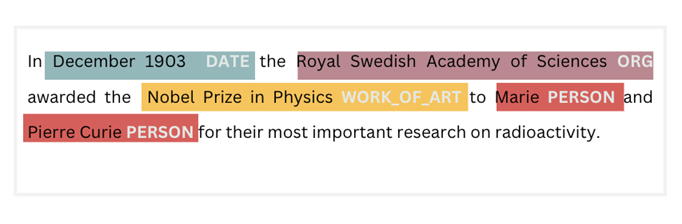 In December 1903 DATE the Royal Swedish Academy of Sciences ORG
awarded the Nobel Prize in Physics WORK_OF_ART to Marie PERSON and
Pierre Curie PERSON for their most important research on radioactivity.